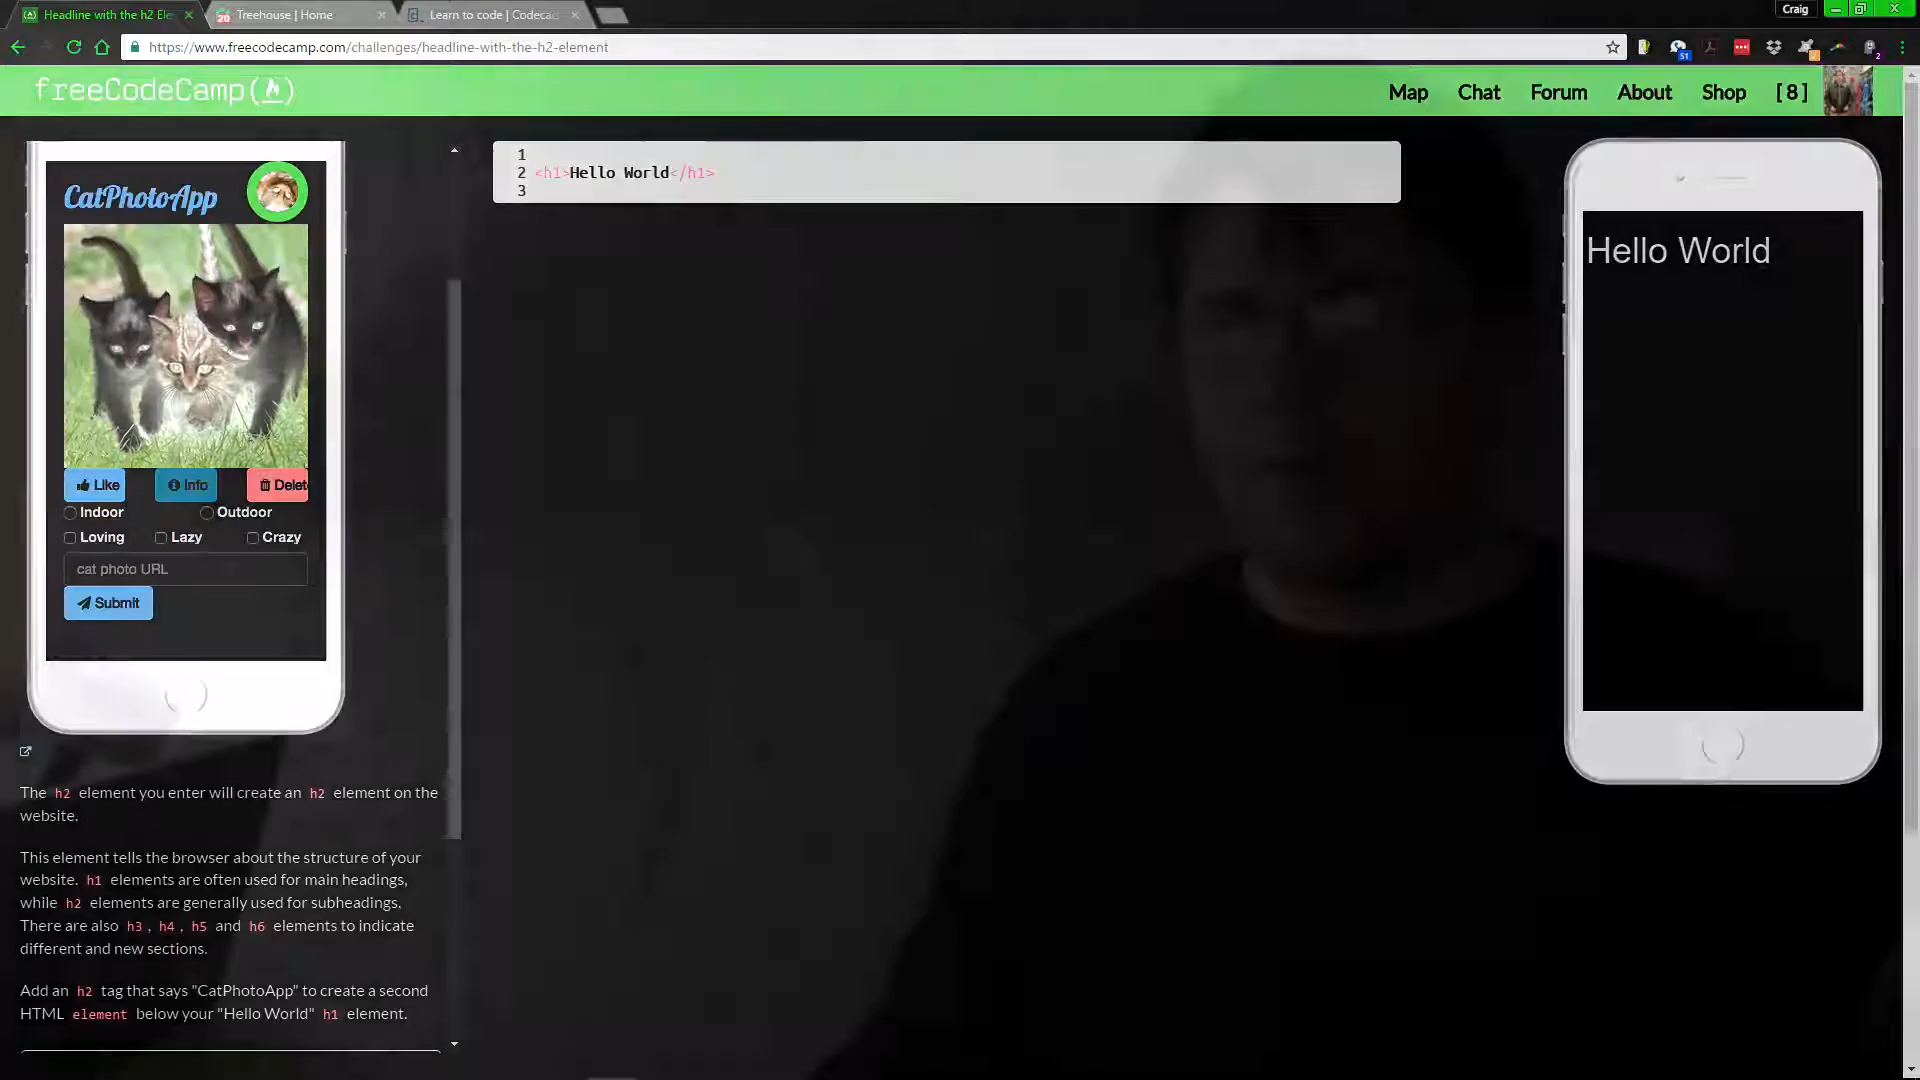 Headline with the h2 Ele
Treehouse | Home
Learn to code | Codecac
Craig
https://www.freecodecamp.com/challenges/headline-with-the-h2-element
51
2
freeCodeCamp
Map Chat Forum About Shop [ 8 ]
CatPhotoApp
Like Info Delet
Indoor Outdoor
Loving Lazy Crazy
cat photo URL
Submit
The h2 element you enter will create an h2 element on the
website.
This element tells the browser about the structure of your
website. h1 elements are often used for main headings,
while h2 elements are generally used for subheadings.
There are also h3 , h4 , h5 and h6 elements to indicate
different and new sections.
Add an h2 tag that says "CatPhotoApp" to create a second
HTML element below your "Hello World" h1 element.
1
2 <h1>Hello World</h1>
3
Hello World